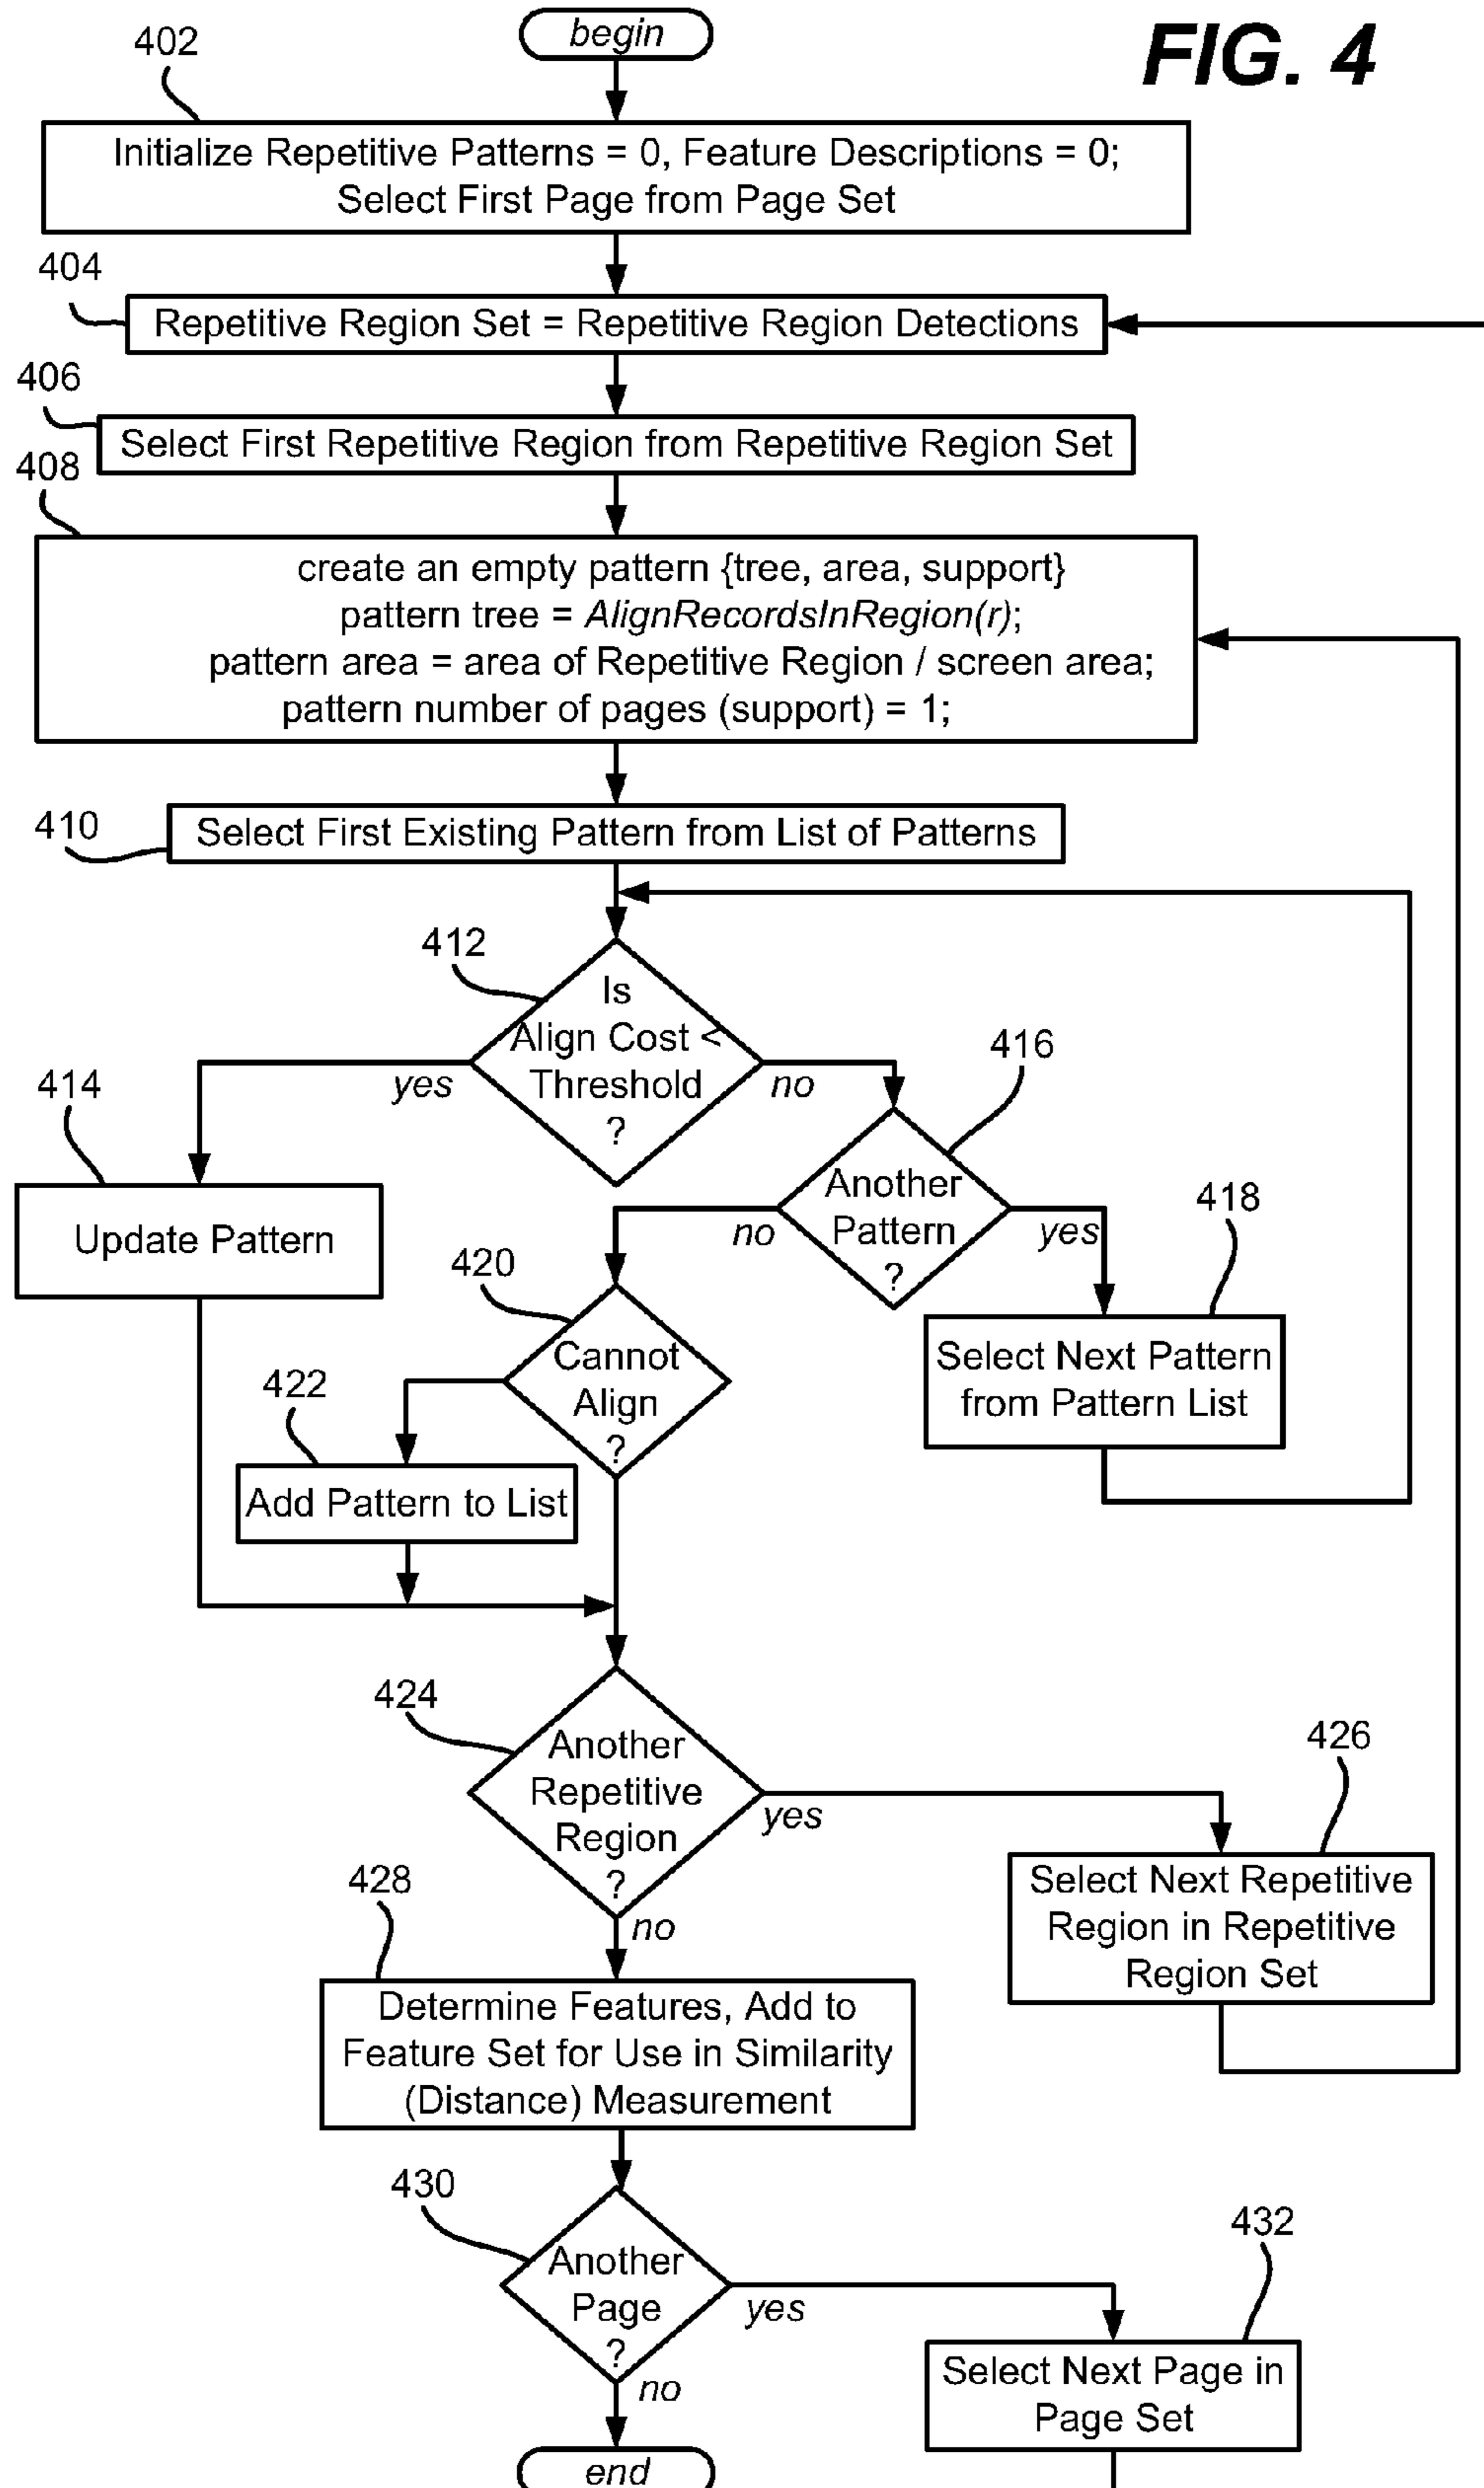 begin
FIG. 4
402
Initialize Repetitive Patterns = 0, Feature Descriptions = 0;
Select First Page from Page Set
404
Repetitive Region Set = Repetitive Region Detections
406
Select First Repetitive Region from Repetitive Region Set
408
create an empty pattern {tree, area, support}
pattern tree = AlignRecordsInRegion(r);
pattern area = area of Repetitive Region / screen area;
pattern number of pages (support) = 1;
410
Select First Existing Pattern from List of Patterns
412
Is
Align Cost <
Threshold
?
yes
no
414
Update Pattern
416
Another
Pattern
?
no
yes
418
Select Next Pattern
from Pattern List
420
Cannot
Align
?
422
Add Pattern to List
424
Another
Repetitive
Region
?
yes
no
426
Select Next Repetitive
Region in Repetitive
Region Set
428
Determine Features, Add to
Feature Set for Use in Similarity
(Distance) Measurement
430
Another
Page
?
yes
no
432
Select Next Page in
Page Set
end